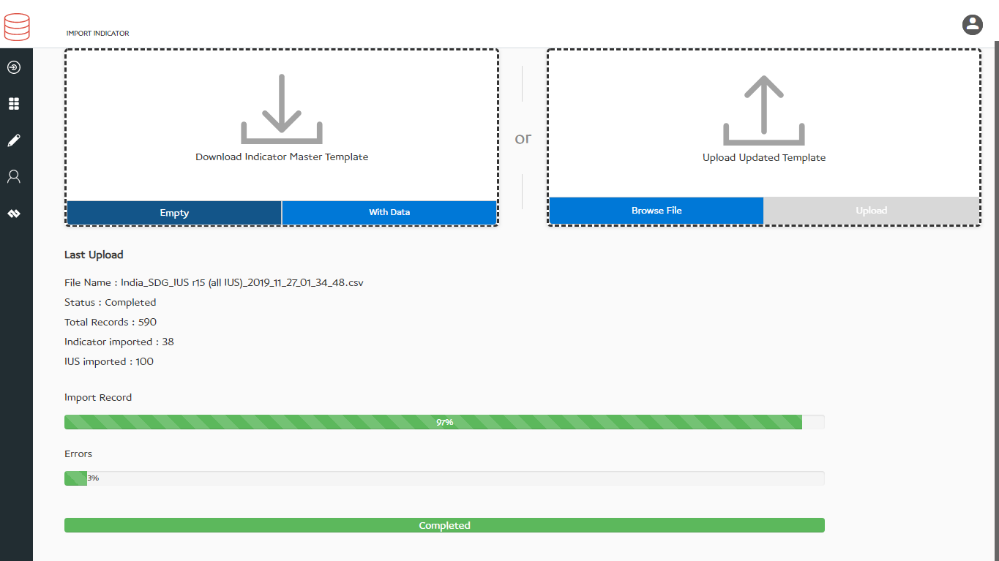 IMPORT INDICATOR
Download Indicator Master Template
Empty
With Data
or
Upload Updated Template
Browse File
Upload
Last Upload
File Name : India_SDG_IUS r15 (all IUS)_2019_11_27_01_34_48.csv
Status : Completed
Total Records : 590
Indicator imported : 38
IUS imported : 100
Import Record
97%
Errors
3%
Completed